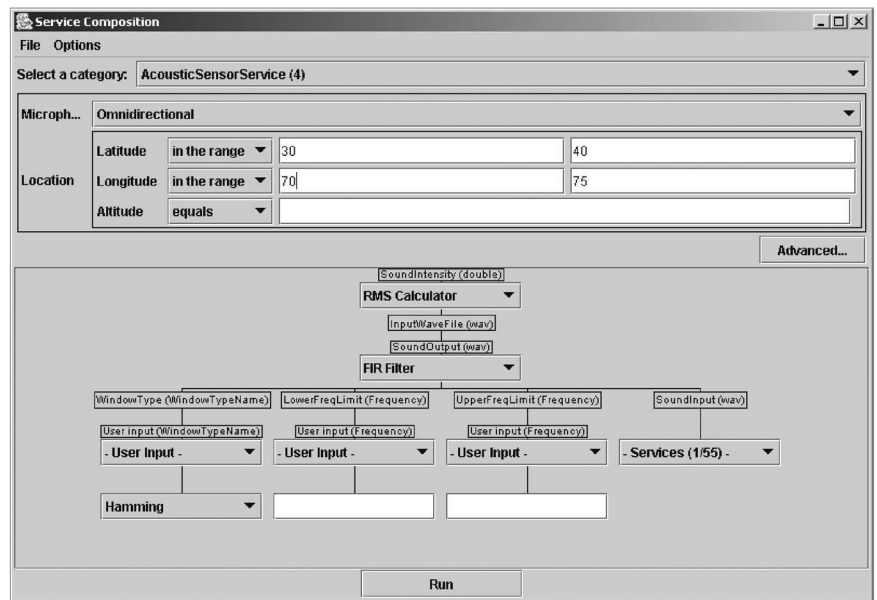 Service Composition
File Options
Select a category: AcousticSensorService (4)
Microph... Omnidirectional
Latitude in the range 30 40
Location Longitude in the range 70 75
Altitude equals
Advanced...
SoundIntensity (double)
RMS Calculator
InputWaveFile (wav)
SoundOutput (wav)
FIR Filter
WindowType (WindowTypeName) LowerFreqLimit (Frequency) UpperFreqLimit (Frequency) SoundInput (wav)
User input (WindowTypeName) User input (Frequency) User input (Frequency)
- User Input - - User Input - - User Input - - Services (1/55) -
Hamming
Run